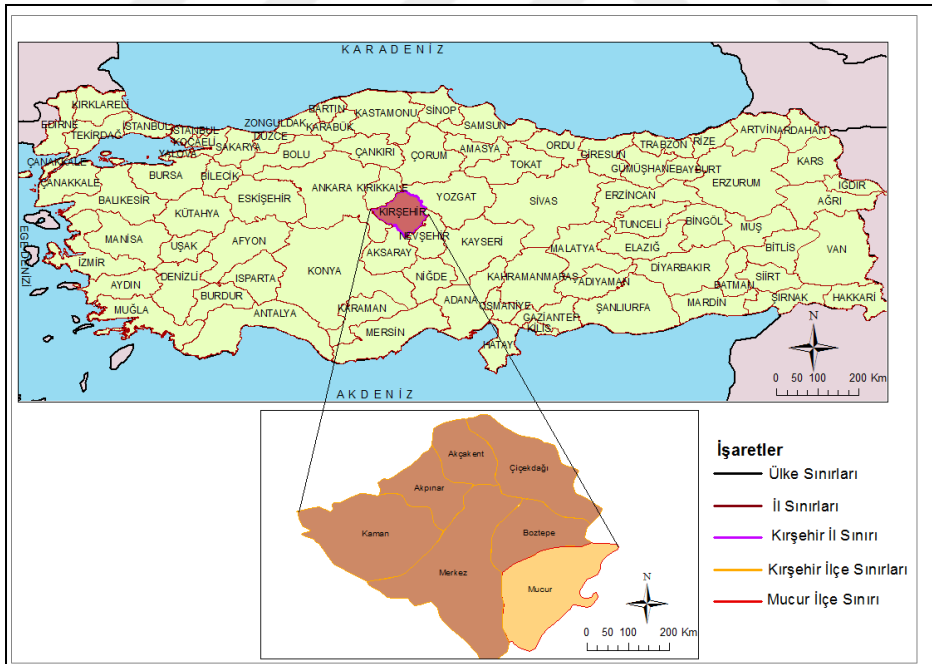 KARADENİZ
KIRKLARELİ
EDİRNE
TEKİRDAĞ
İSTANBUL
İSTANBUL
KOCAELİ
YALOVA
SAKARYA
DÜZCE
ZONGULDAK
BARTIN
KARABÜK
KASTAMONU
SİNOP
SAMSUN
ORDU
GİRESUN
TRABZON
RİZE
ARTVİN
ARDAHAN
ÇANAKKALE
ÇANAKKALE
BURSA
BİLECİK
BOLU
ÇANKIRI
ÇORUM
AMASYA
TOKAT
GÜMÜŞHANE
BAYBURT
ERZURUM
KARS
IĞDIR
AĞRI
BALIKESİR
KÜTAHYA
ESKİŞEHİR
ANKARA
KIRIKKALE
YOZGAT
SİVAS
ERZİNCAN
KIRŞEHİR
TUNCELİ
BİNGÖL
MUŞ
EGE DENİZİ
MANİSA
UŞAK
AFYON
NEVŞEHİR
KAYSERİ
MALATYA
ELAZIĞ
BİTLİS
VAN
İZMİR
AKSARAY
DİYARBAKIR
SİİRT
AYDIN
DENİZLİ
ISPARTA
KONYA
NİĞDE
KAHRAMANMARAŞ
ADIYAMAN
BATMAN
MUĞLA
BURDUR
ANTALYA
KARAMAN
ADANA
OSMANİYE
GAZİANTEP
ŞANLIURFA
MARDİN
ŞIRNAK
HAKKARİ
MERSİN
KİLİS
HATAY
N
0 50 100 200 Km
AKDENİZ
Akçakent
Çiçekdağı
Akpınar
Kaman
Boztepe
Merkez
Mucur
N
0 50 100 200 Km
İşaretler
Ülke Sınırları
İl Sınırları
Kırşehir İl Sınırı
Kırşehir İlçe Sınırları
Mucur İlçe Sınırı